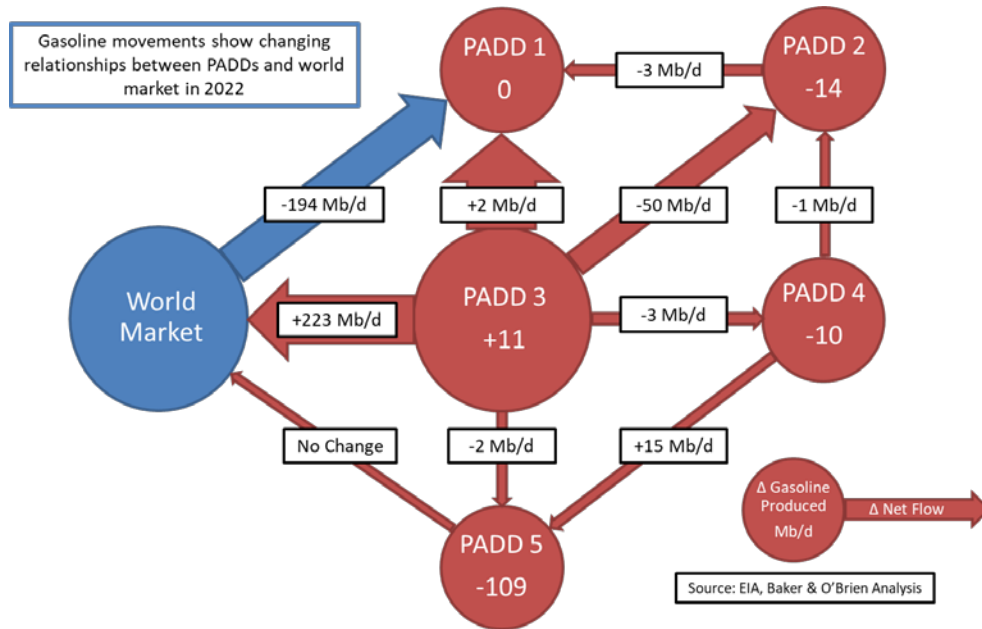 Gasoline movements show changing
relationships between PADDs and world
market in 2022
PADD 1
0
-3 Mb/d
PADD 2
-14
-194 Mb/d
+2 Mb/d
-50 Mb/d
-1 Mb/d
World
Market
+223 Mb/d
PADD 3
+11
-3 Mb/d
PADD 4
-10
No Change
-2 Mb/d
+15 Mb/d
PADD 5
-109
Δ Gasoline
Produced
Mb/d
Δ Net Flow
Source: EIA, Baker & O'Brien Analysis